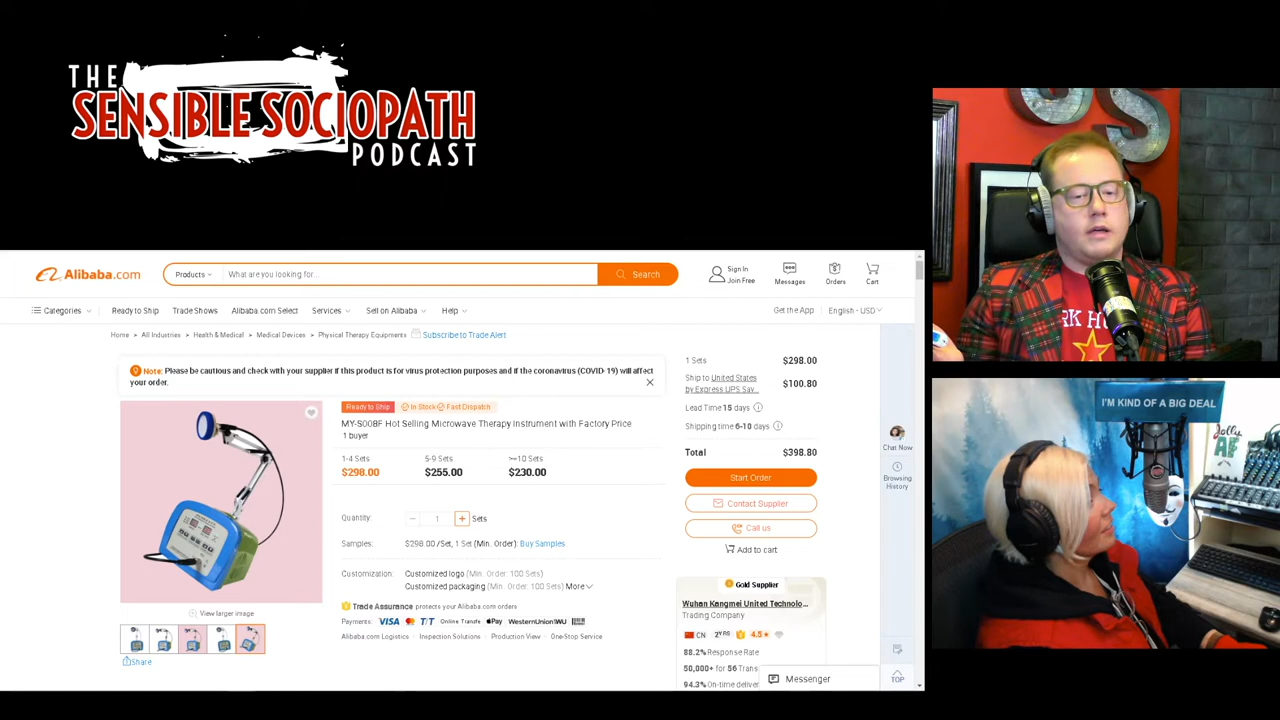 THE
SENSIBLE SOCIOPATH
PODCAST
Alibaba.com
Products
What are you looking for...
Search
Sign In
Join Free
Messages
Orders
Cart
Categories
Ready to Ship
Trade Shows
Alibaba.com Select
Services
Sell on Alibaba
Help
Get the App
English - USD
Home > All Industries > Health & Medical > Medical Devices > Physical Therapy Equipments
Subscribe to Trade Alert
Note: Please be cautious and check with your supplier if this product is for virus protection purposes and if the coronavirus (COVID-19) will affect
your order.
Ready to Ship
In Stock
Fast Dispatch
MY-S008F Hot Selling Microwave Therapy Instrument with Factory Price
1 buyer
1-4 Sets
5-9 Sets
>=10 Sets
$298.00
$255.00
$230.00
Quantity:
1
Sets
Samples:
$298.00 /Set, 1 Set (Min. Order): Buy Samples
Customization:
Customized logo (Min. Order: 100 Sets)
Customized packaging (Min. Order: 100 Sets) More
Trade Assurance protects your Alibaba.com orders
Payments:
VISA
T/T
Online Transfer
Pay
WesternUnion WU
Alibaba.com Logistics
Inspection Solutions
Production View
One-Stop Service
View larger image
Share
1 Sets
$298.00
Ship to United States
by Express UPS Sav...
$100.80
Lead Time 15 days
Shipping time 6-10 days
Total
$398.80
Start Order
Contact Supplier
Call us
Add to cart
Gold Supplier
Wuhan Kangmei United Technolo...
Trading Company
CN
2YRS
4.5
88.2% Response Rate
50,000+ for 56 Trans
94.3% On-time deliver
Messenger
Chat Now
Browsing
History
TOP
S S
RK H
I'M KIND OF A BIG DEAL
Jolly
AF